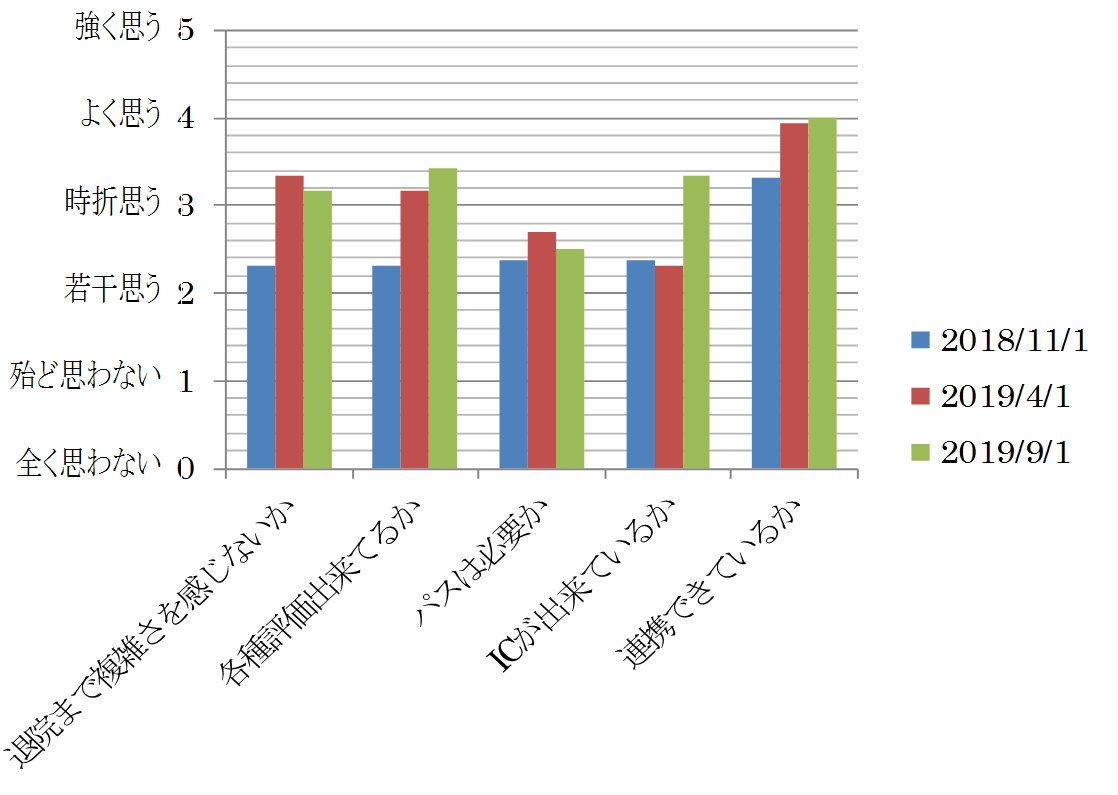 強く思う 5
よく思う 4
時折思う 3
若干思う 2
殆ど思わない 1
全く思わない 0
退院まで複雑さを感じないか
各種評価出来てるか
パスは必要か
ICが出来ているか
連携できているか
2018/11/1
2019/4/1
2019/9/1